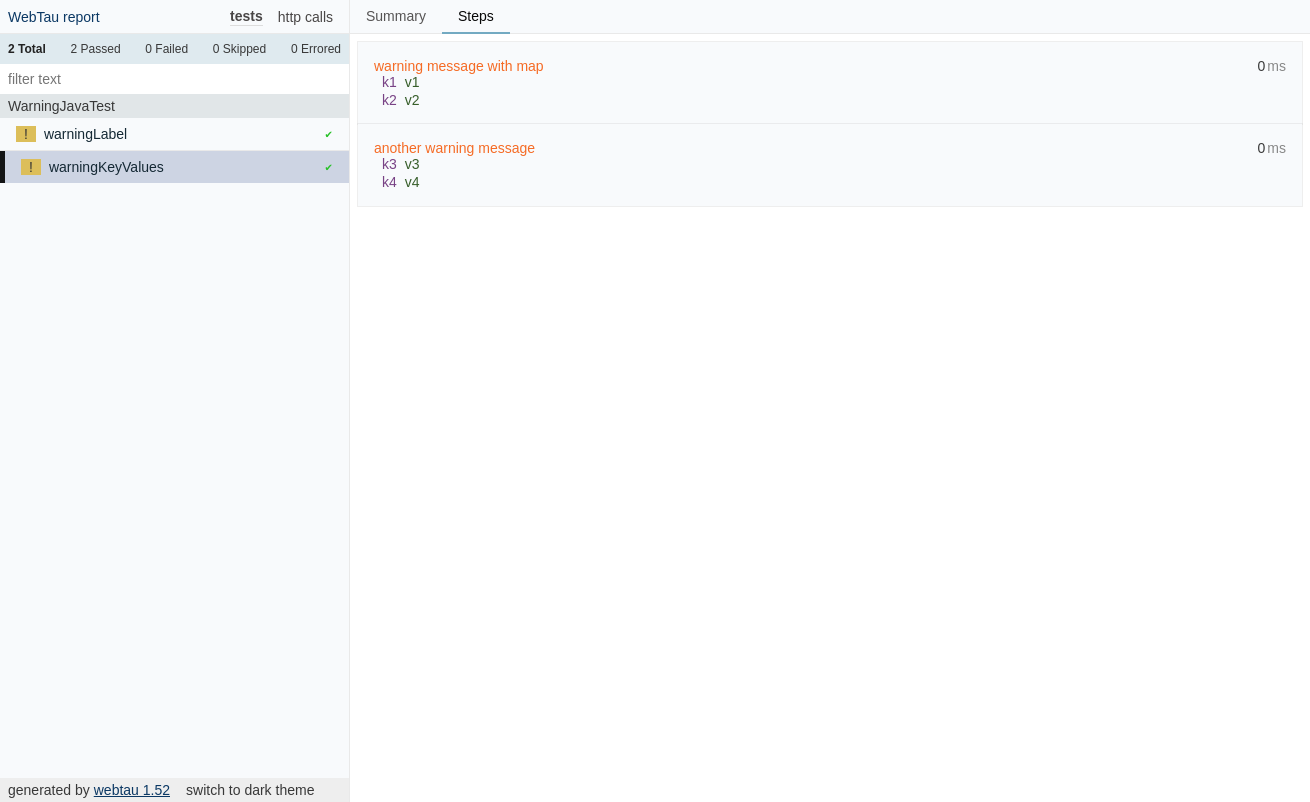 WebTau report tests http calls
2 Total 2 Passed 0 Failed 0 Skipped 0 Errored
filter text
WarningJavaTest
! warningLabel ✔
! warningKeyValues ✔
generated by webtau 1.52 switch to dark theme
Summary Steps
warning message with map 0 ms
k1 v1
k2 v2
another warning message 0 ms
k3 v3
k4 v4